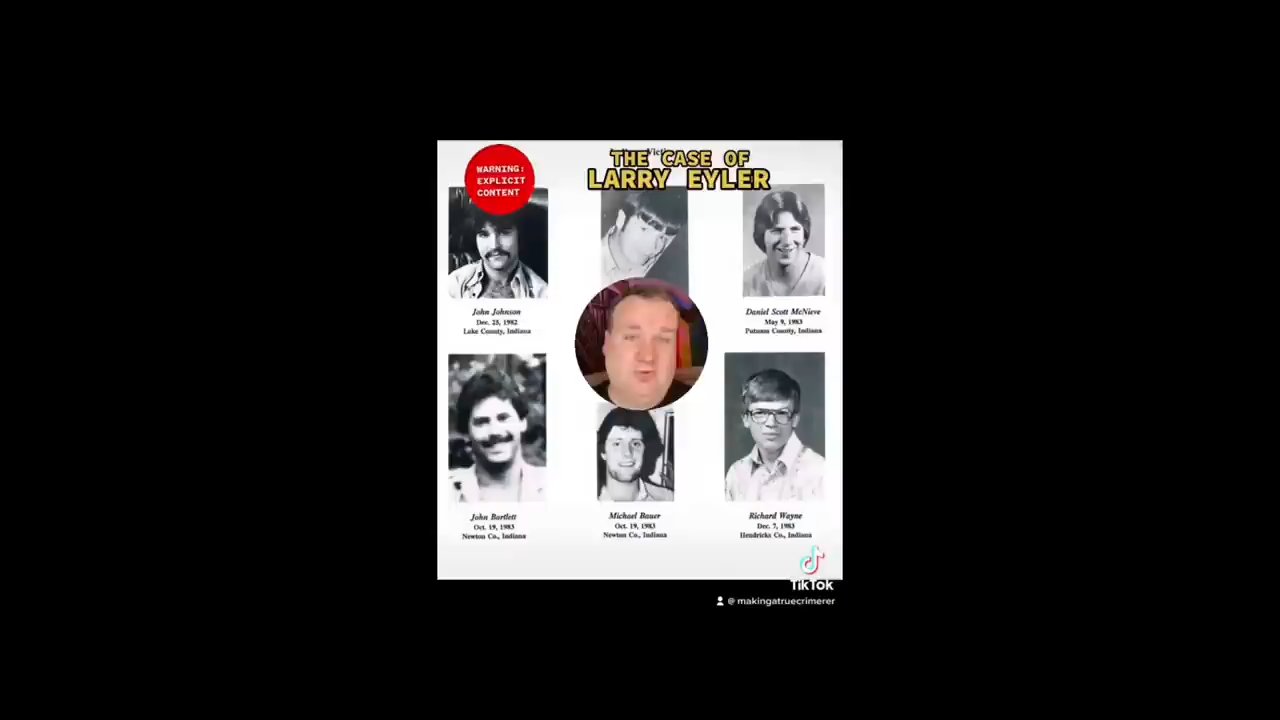 WARNING:
EXPLICIT
CONTENT
THE CASE OF
LARRY EYLER
John Johnson
Dec. 25, 1982
Lake County, Indiana
Daniel Scott McNieve
May 9, 1983
Putnam County, Indiana
John Bartlett
Oct. 19, 1983
Newton Co., Indiana
Michael Bauer
Oct. 19, 1983
Newton Co., Indiana
Richard Wayne
Dec. 7, 1983
Hendricks Co., Indiana
TikTok
@ makingatruecrimerer